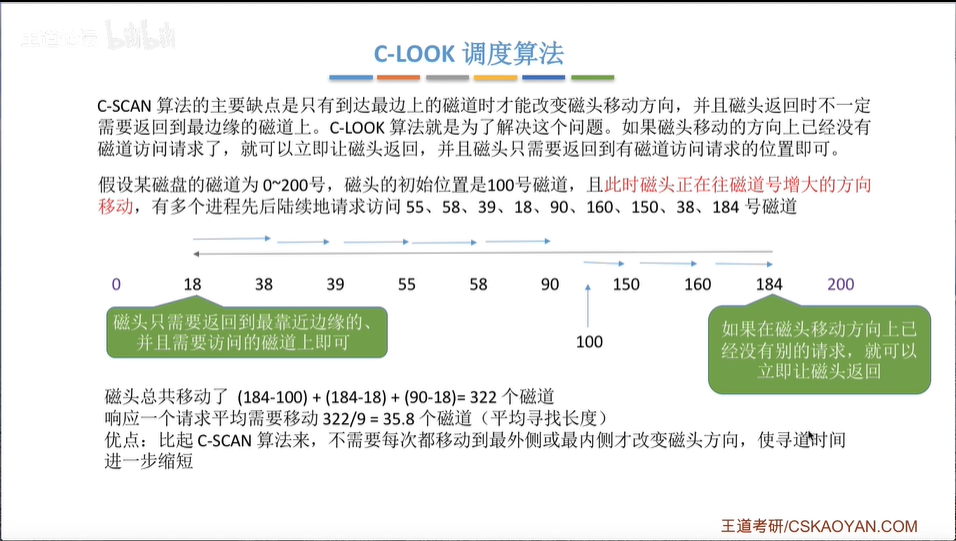 王道论坛 bilibili
C-LOOK 调度算法
C-SCAN 算法的主要缺点是只有到达最边上的磁道时才能改变磁头移动方向，并且磁头返回时不一定
需要返回到最边缘的磁道上。C-LOOK 算法就是为了解决这个问题。如果磁头移动的方向上已经没有
磁道访问请求了，就可以立即让磁头返回，并且磁头只需要返回到有磁道访问请求的位置即可。
假设某磁盘的磁道为 0~200号，磁头的初始位置是100号磁道，且此时磁头正在往磁道号增大的方向
移动，有多个进程先后陆续地请求访问 55、58、39、18、90、160、150、38、184 号磁道
0 18 38 39 55 58 90 150 160 184 200
100
磁头只需要返回到最靠近边缘的、
并且需要访问的磁道上即可
如果在磁头移动方向上已
经没有别的请求，就可以
立即让磁头返回
磁头总共移动了 (184-100) + (184-18) + (90-18)= 322 个磁道
响应一个请求平均需要移动 322/9 = 35.8 个磁道（平均寻找长度）
优点：比起 C-SCAN 算法来，不需要每次都移动到最外侧或最内侧才改变磁头方向，使寻道时间
进一步缩短
王道考研/CSKAOYAN.COM